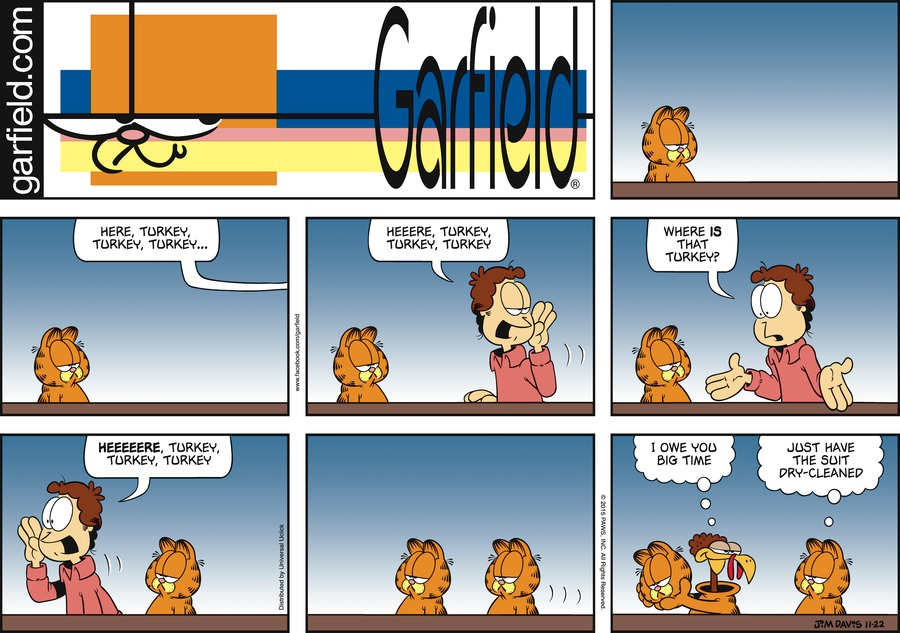 garfield.com
Garfield®
HERE, TURKEY,
TURKEY, TURKEY...
HEEERE, TURKEY,
TURKEY, TURKEY
www.facebook.com/garfield
WHERE IS
THAT
TURKEY?
HEEEEERE, TURKEY,
TURKEY, TURKEY
Distributed by Universal Uclick
© 2015 PAWS, INC. All Rights Reserved.
I OWE YOU
BIG TIME
JUST HAVE
THE SUIT
DRY-CLEANED
JIM DAVIS 11-22